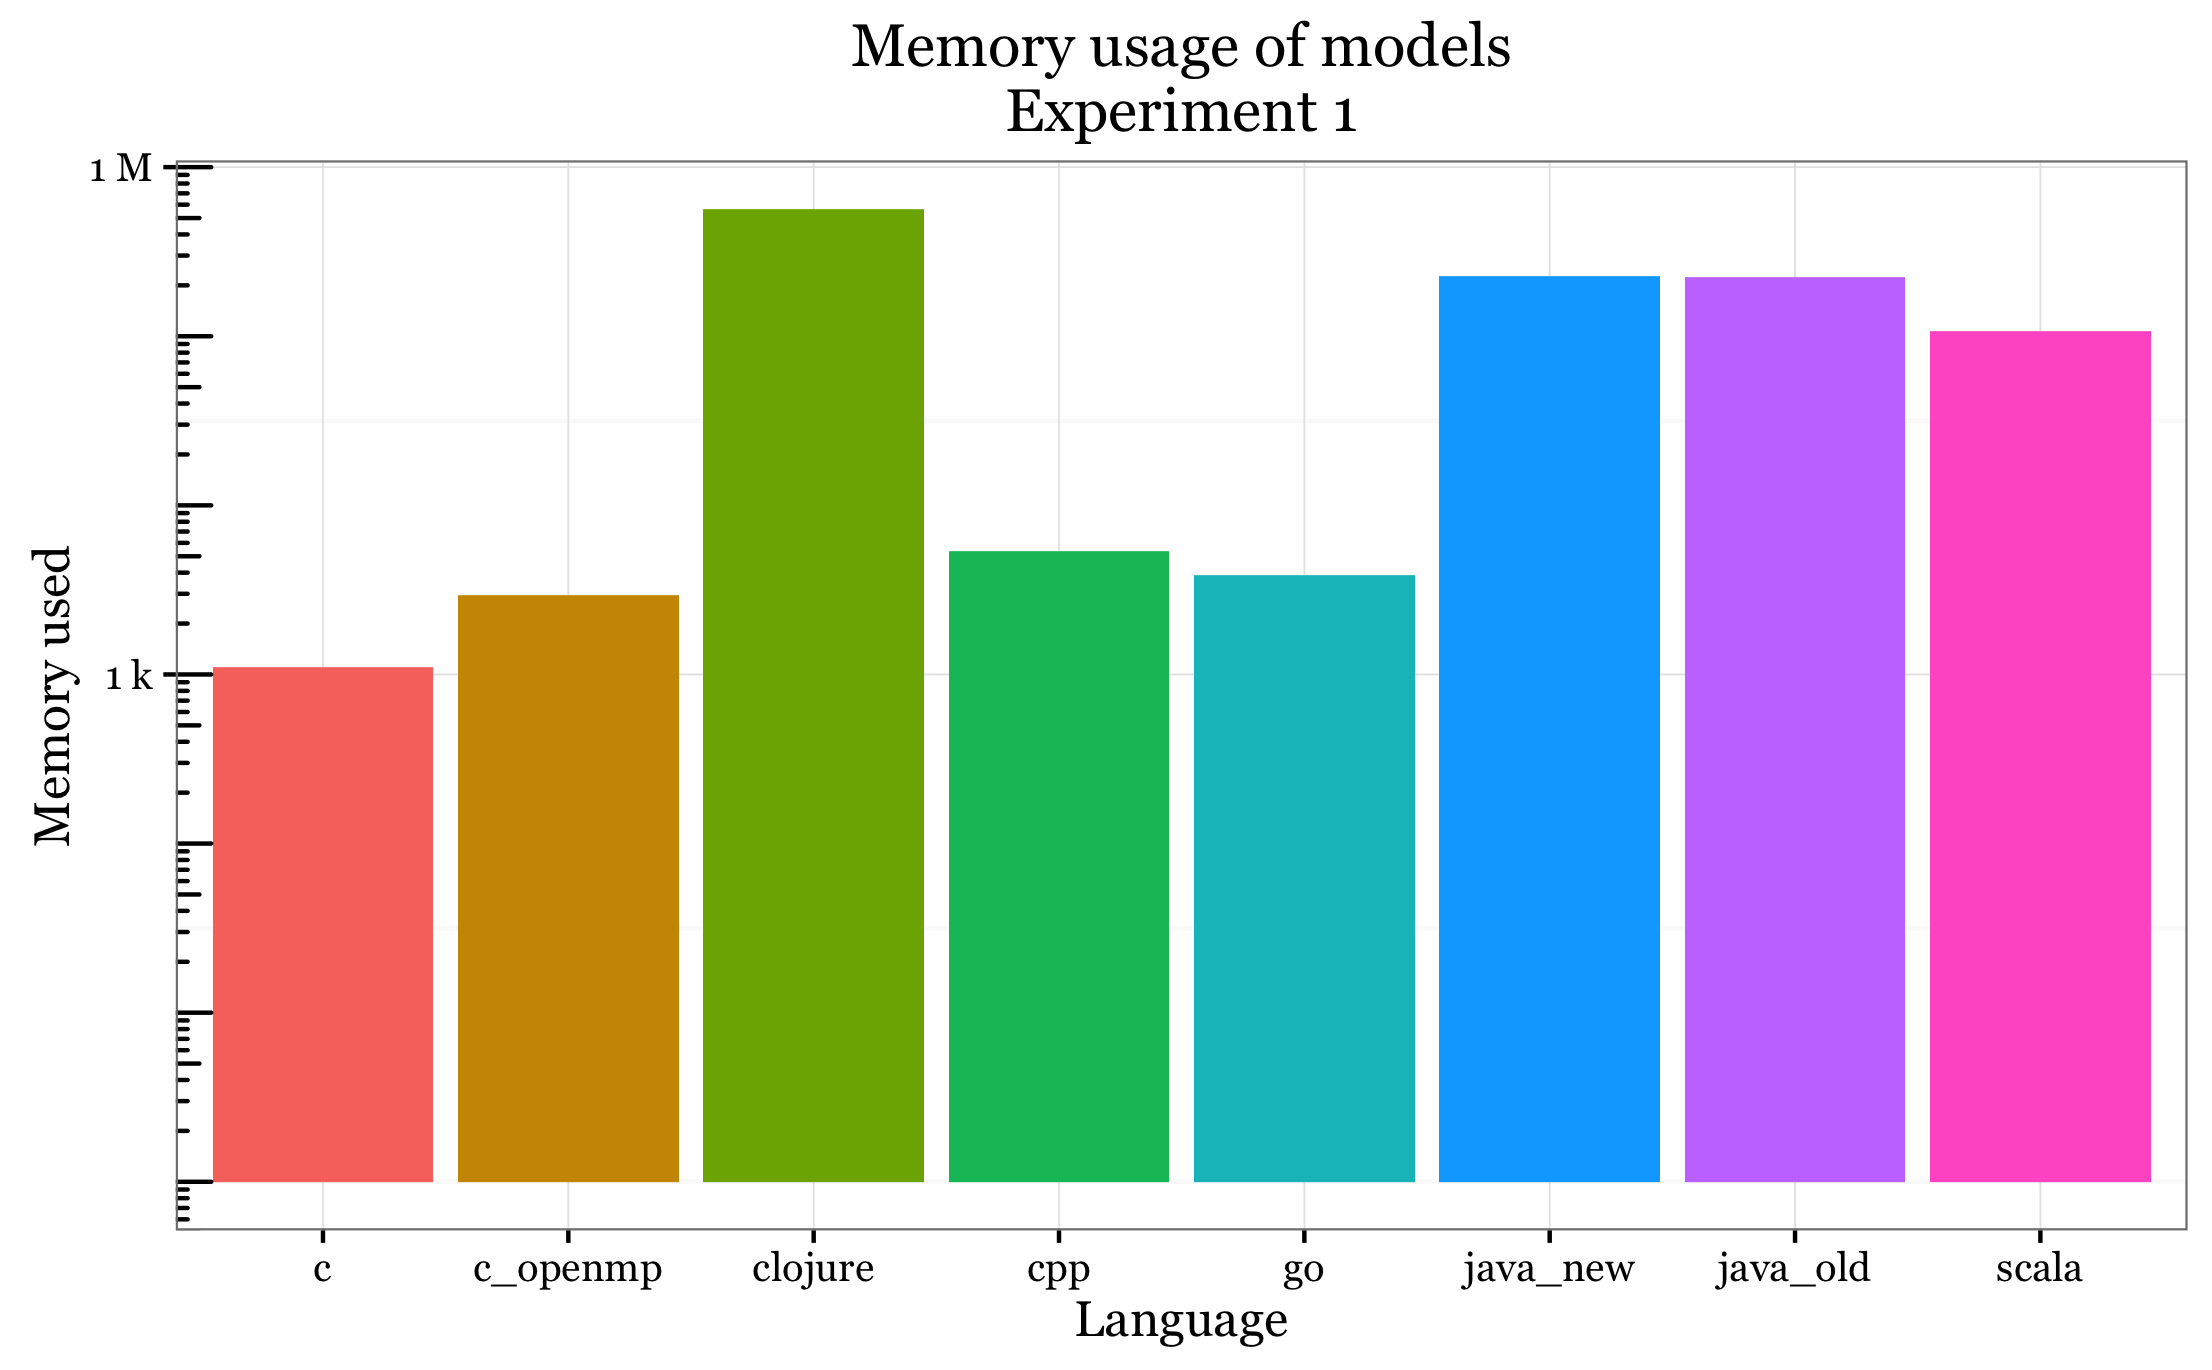 Memory usage of models
Experiment 1
1 M
1 k
Memory used
c
c_openmp
clojure
cpp
go
java_new
java_old
scala
Language